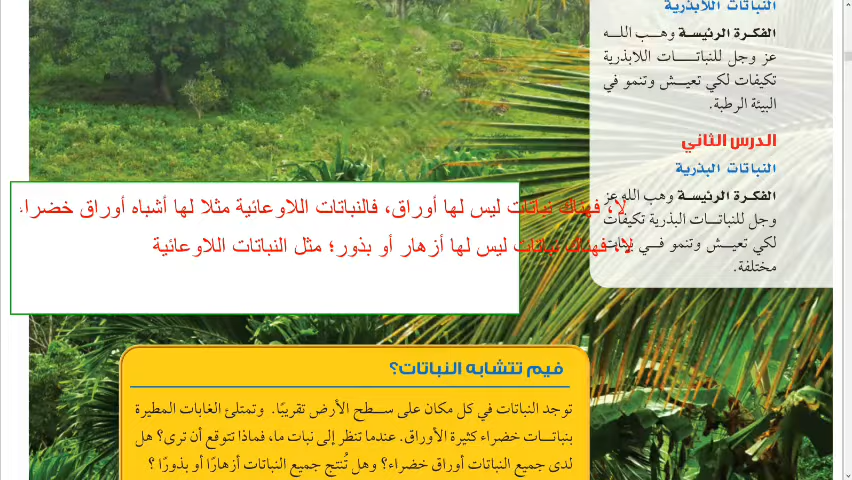 النباتات اللابذرية
الفكرة الرئيسة وهب الله
عز وجل للنباتات اللابذرية
تكيفات لكي تعيش وتنمو في
البيئة الرطبة.
الدرس الثاني
النباتات البذرية
الفكرة الرئيسة وهب الله عز
وجل للنباتات البذرية تكيفات
لكي تعيش وتنمو في بيئات
مختلفة.
لا، فهناك نباتات ليس لها أوراق، فالنباتات اللاوعائية مثلا لها أشباه أوراق خضراء
لا، فهناك نباتات ليس لها أزهار أو بذور؛ مثل النباتات اللاوعائية
فيم تتشابه النباتات؟
توجد النباتات في كل مكان على سطح الأرض تقريبًا. وتمتلئ الغابات المطيرة
بنباتات خضراء كثيرة الأوراق. عندما تنظر إلى نبات ما، فماذا تتوقع أن ترى؟ هل
لدى جميع النباتات أوراق خضراء؟ وهل تُنتج جميع النباتات أزهارًا أو بذورًا ؟